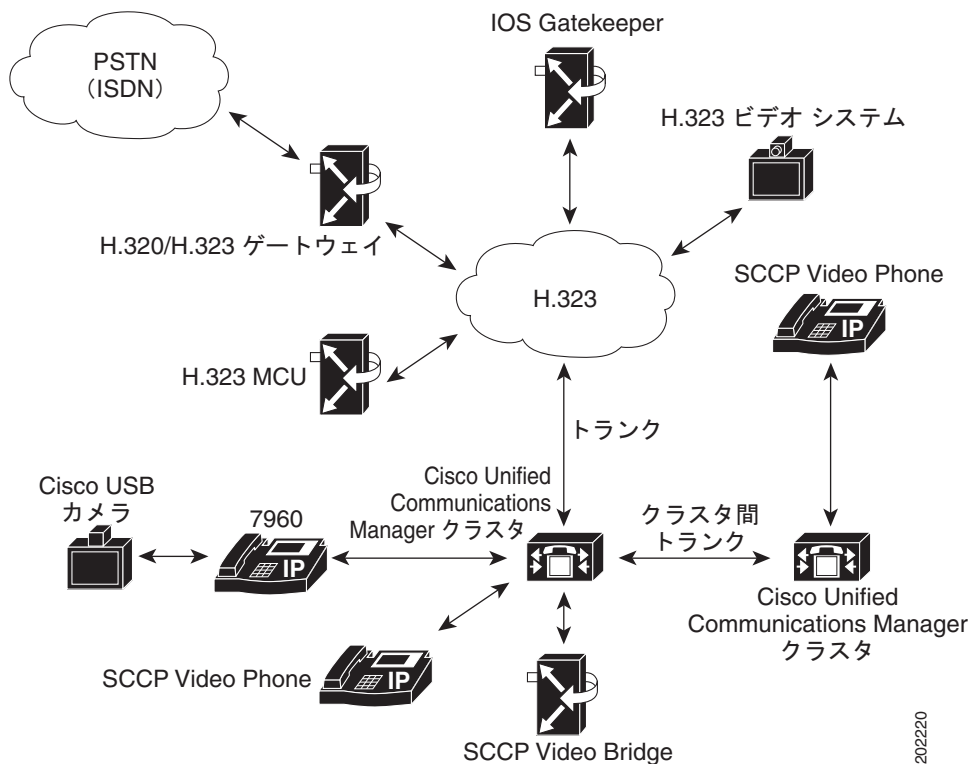 IOS Gatekeeper
PSTN
（ISDN）
H.323 ビデオ システム
H.320/H.323 ゲートウェイ
SCCP Video Phone
H.323
IP
H.323 MCU
トランク
Cisco USB
カメラ
7960
Cisco Unified
Communications
Manager クラスタ
クラスタ間
トランク
IP
Cisco Unified
Communications Manager
クラスタ
SCCP Video Phone
IP
SCCP Video Bridge
202220